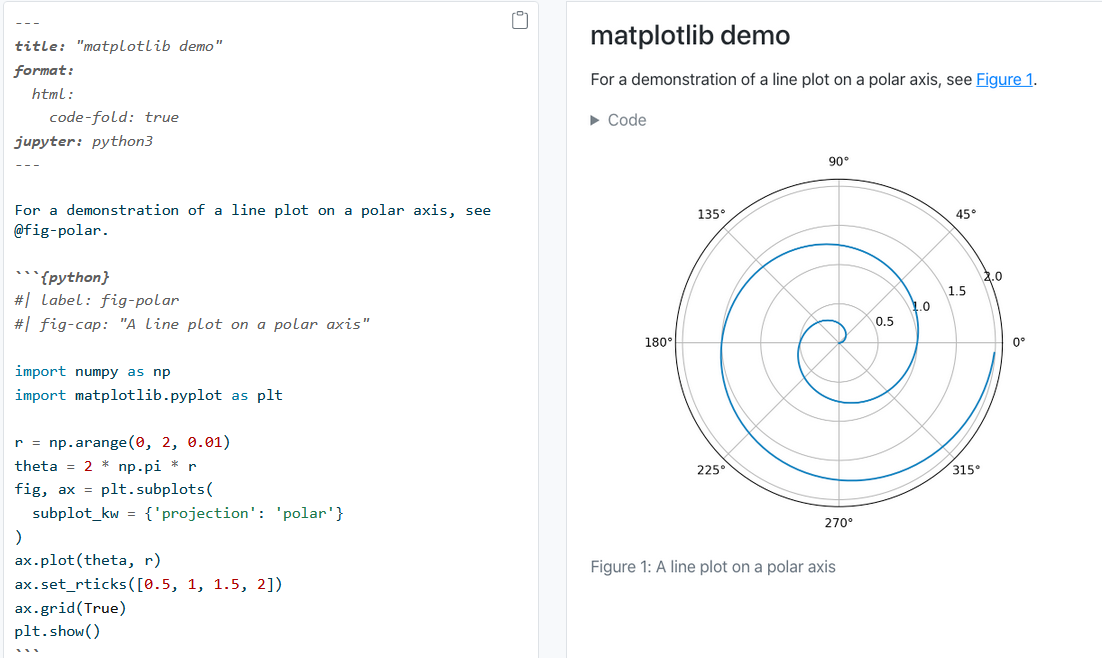 ---
title: "matplotlib demo"
format:
  html:
    code-fold: true
jupyter: python3
---
For a demonstration of a line plot on a polar axis, see
@fig-polar.
```{python}
#| label: fig-polar
#| fig-cap: "A line plot on a polar axis"
import numpy as np
import matplotlib.pyplot as plt
r = np.arange(0, 2, 0.01)
theta = 2 * np.pi * r
fig, ax = plt.subplots(
  subplot_kw = {'projection': 'polar'}
)
ax.plot(theta, r)
ax.set_rticks([0.5, 1, 1.5, 2])
ax.grid(True)
plt.show()
```
matplotlib demo
For a demonstration of a line plot on a polar axis, see Figure 1.
Code
90°
135°
45°
2.0
1.5
1.0
0.5
180°
0°
225°
315°
270°
Figure 1: A line plot on a polar axis